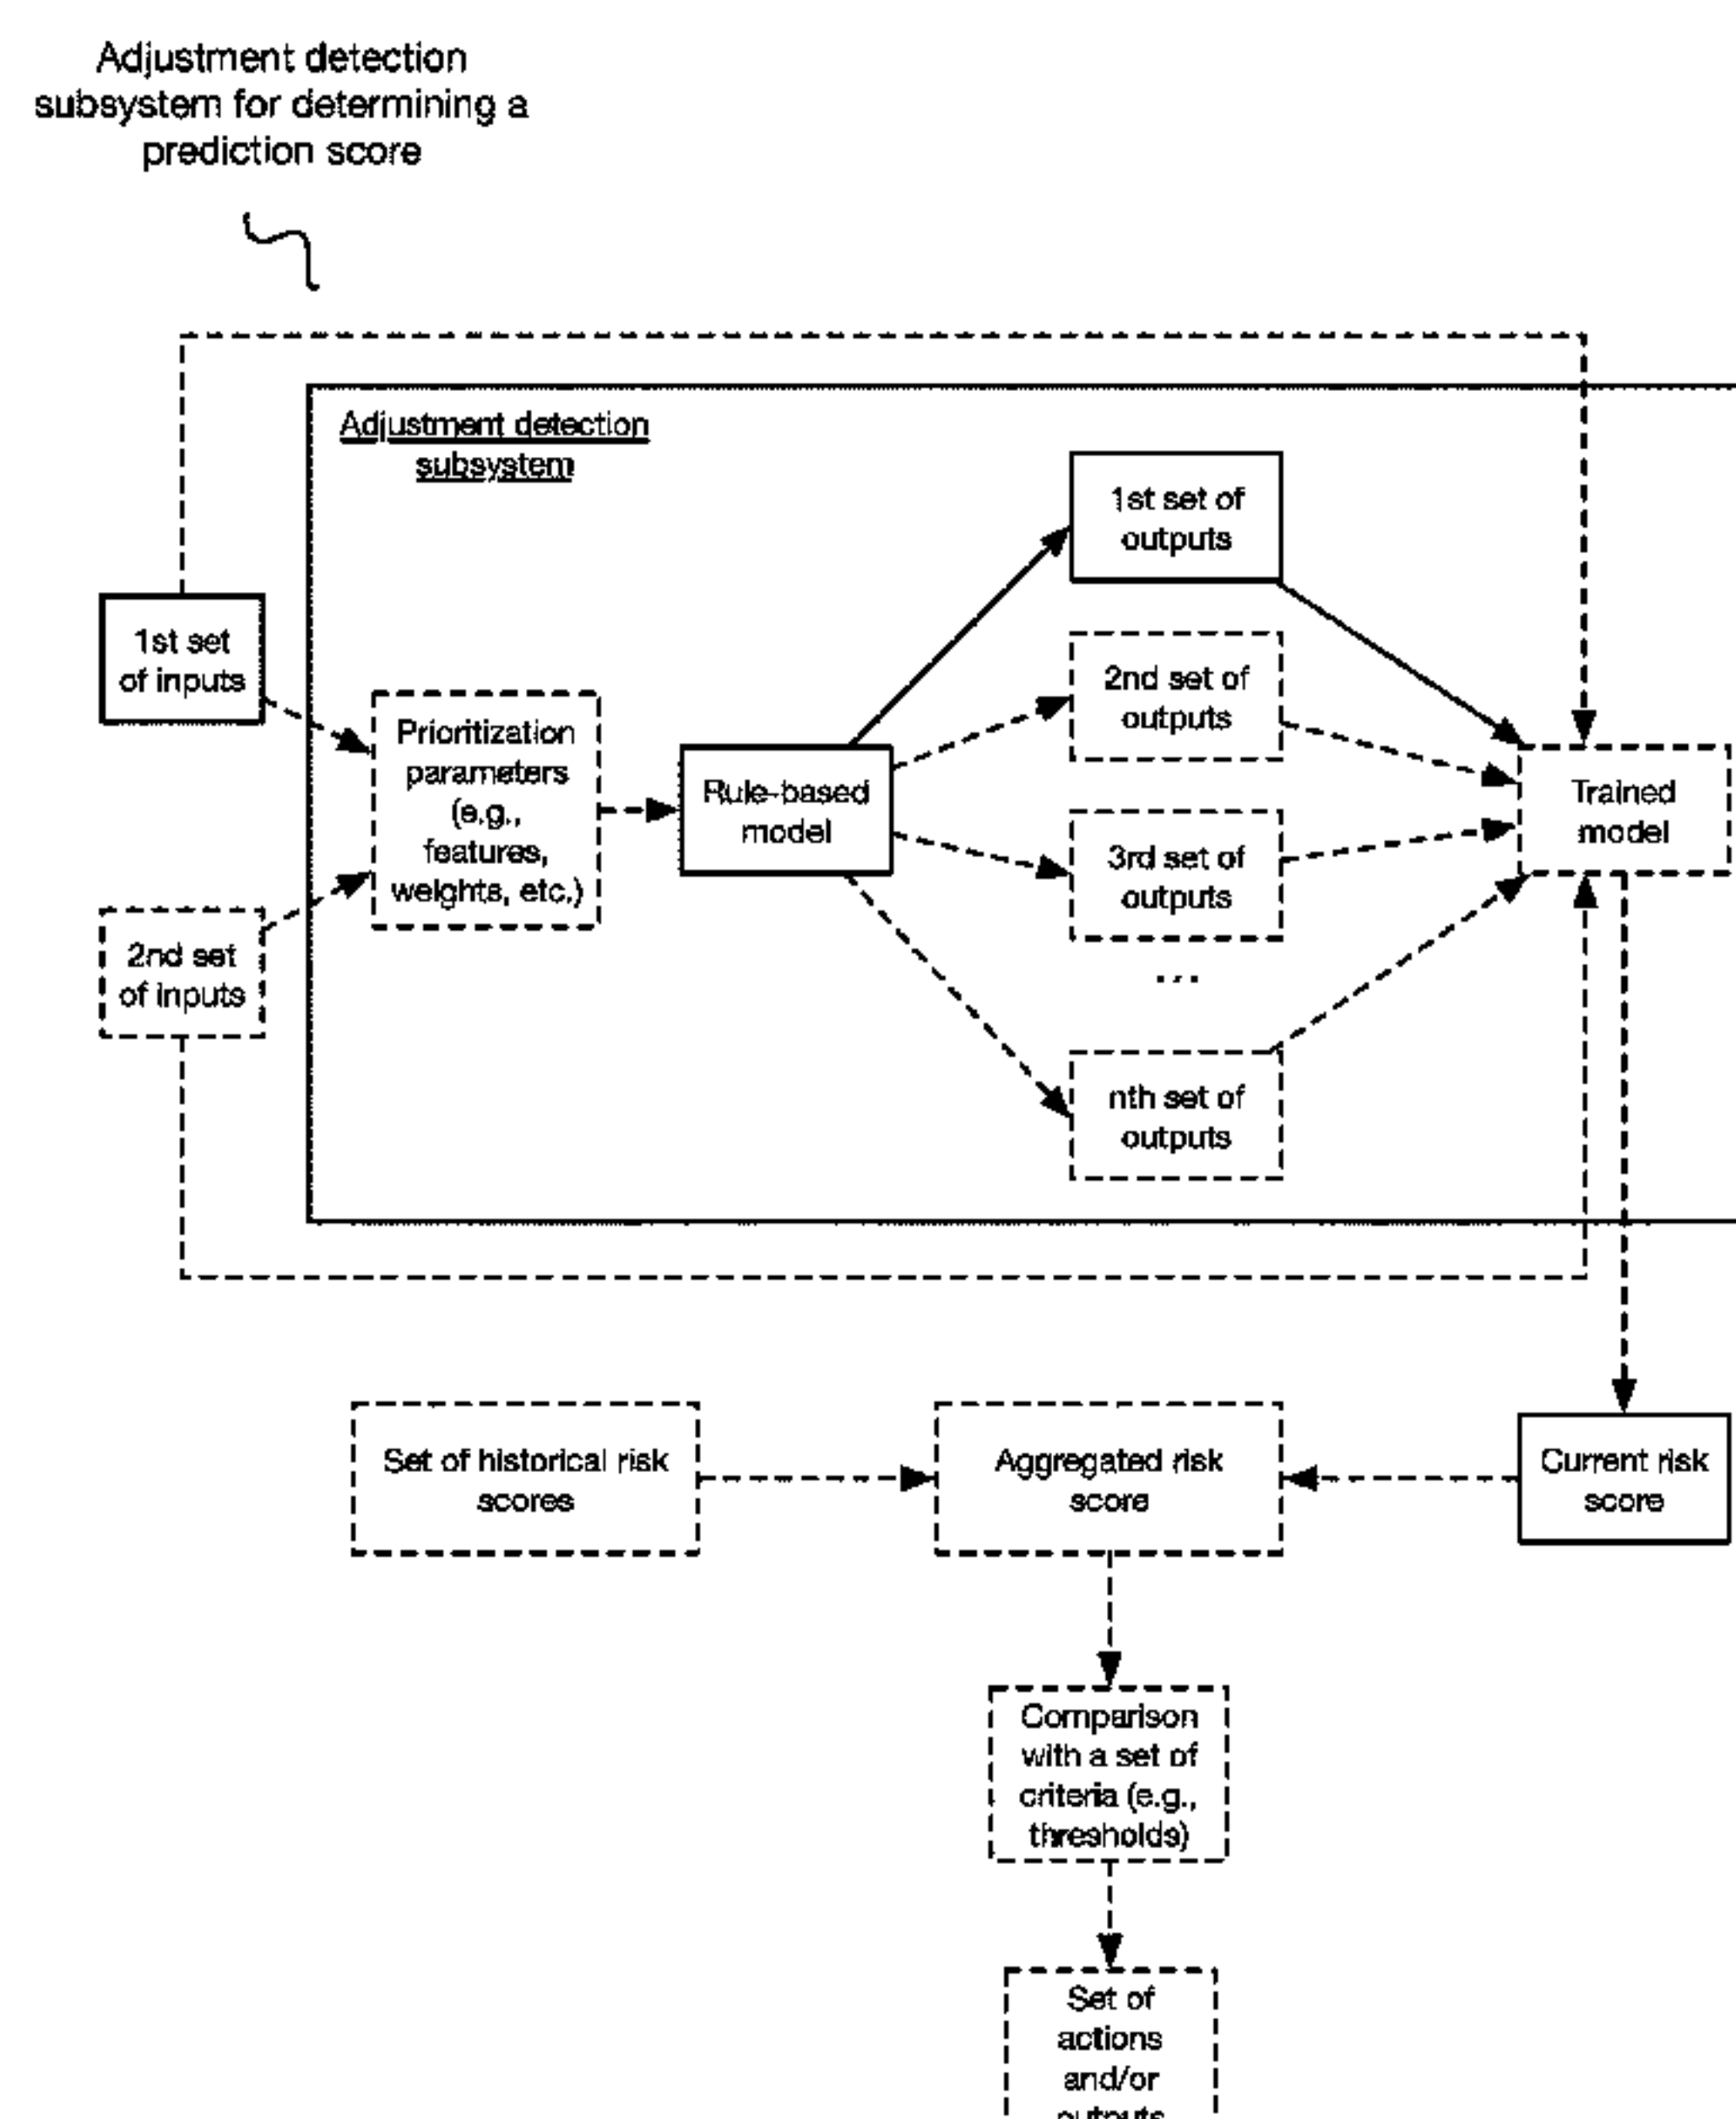 Adjustment detection
subsystem for determining a
prediction score
Adjustment detection
subsystem
1st set of
outputs
1st set
of inputs
2nd set of
outputs
Prioritization
parameters
(e.g.,
features,
weights, etc.)
Rule-based
model
Trained
model
3rd set of
outputs
2nd set
of inputs
...
nth set of
outputs
Set of historical risk
scores
Aggregated risk
score
Current risk
score
Comparison
with a set of
criteria (e.g.,
thresholds)
Set of
actions
and/or
outputs